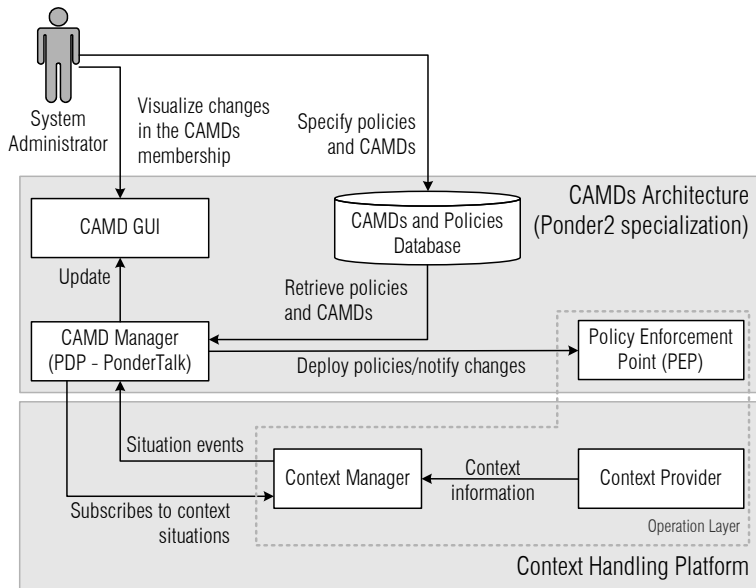 System
Administrator
Visualize changes
in the CAMDs
membership
Specify policies
and CAMDs
CAMDs Architecture
(Ponder2 specialization)
CAMD GUI
CAMDs and Policies
Database
Update
Retrieve policies
and CAMDs
CAMD Manager
(PDP - PonderTalk)
Deploy policies/notify changes
Policy Enforcement
Point (PEP)
Situation events
Context Manager
Context
information
Context Provider
Subscribes to context
situations
Operation Layer
Context Handling Platform